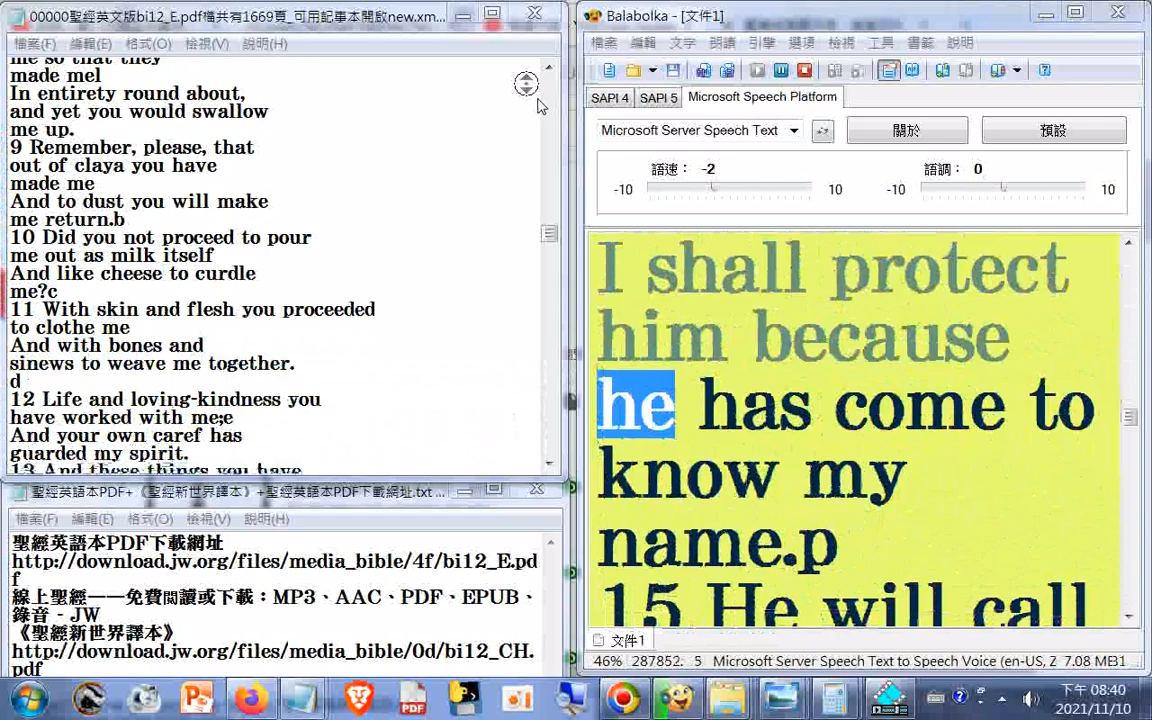 00000聖經英文版bi12_E.pdf檔共有1669頁_可用記事本開啟new.xm...
檔案(F) 編輯(E) 格式(O) 檢視(V) 說明(H)
me so that they
made mel
In entirety round about,
and yet you would swallow
me up.
9 Remember, please, that
out of claya you have
made me
And to dust you will make
me return.b
10 Did you not proceed to pour
me out as milk itself
And like cheese to curdle
me?c
11 With skin and flesh you proceeded
to clothe me
And with bones and
sinews to weave me together.
d
12 Life and loving-kindness you
have worked with me;e
And your own caref has
guarded my spirit.
13 And these things you have
聖經英語本PDF+《聖經新世界譯本》+聖經英語本PDF下載網址.txt ...
檔案(F) 編輯(E) 格式(O) 檢視(V) 說明(H)
聖經英語本PDF下載網址
http://download.jw.org/files/media_bible/4f/bi12_E.pd
f
線上聖經——免費閱讀或下載：MP3、AAC、PDF、EPUB、
錄音 - JW
《聖經新世界譯本》
http://download.jw.org/files/media_bible/0d/bi12_CH.
pdf
Balabolka - [文件1]
檔案 編輯 文字 朗讀 引擎 選項 檢視 工具 書籤 說明
SAPI 4 SAPI 5 Microsoft Speech Platform
Microsoft Server Speech Text 關於 預設
語速： -2 語調： 0
-10 10 -10 10
I shall protect
him because
he has come to
know my
name.p
15 He will call
文件1
46% 287852. 5 Microsoft Server Speech Text to Speech Voice (en-US, Z 7.08 MB1
PDF
下午 08:40
2021/11/10